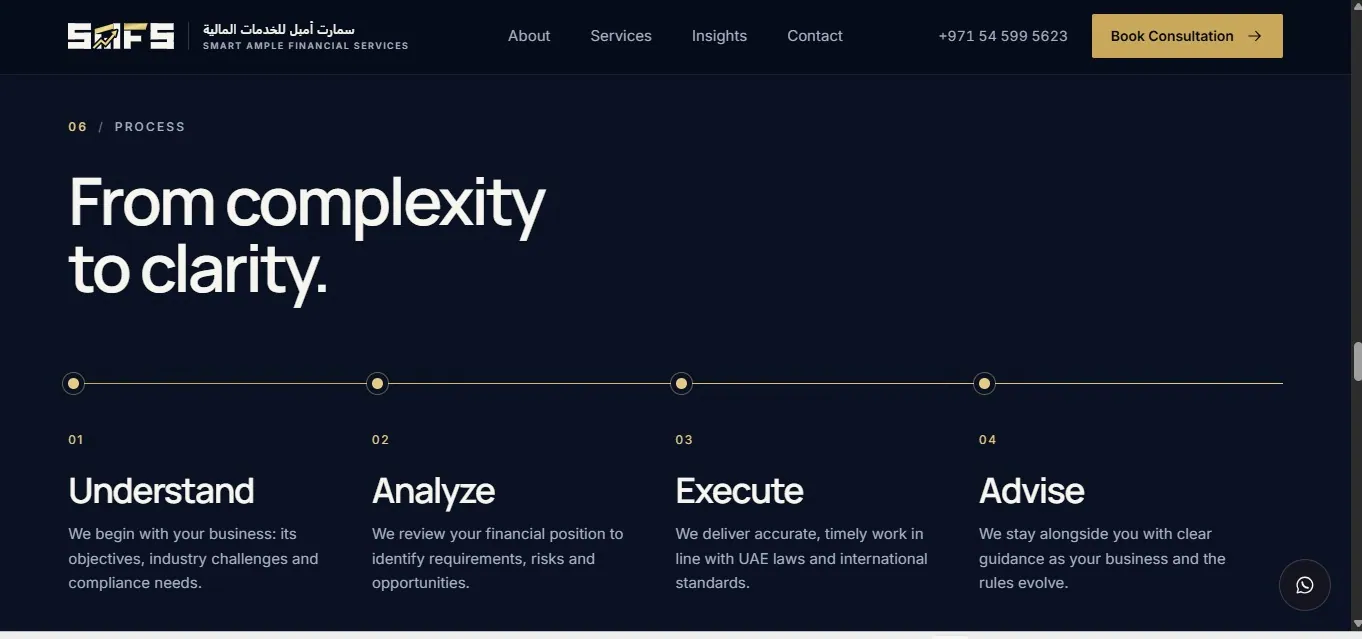 SAFS
سمارت أمبل للخدمات المالية
SMART AMPLE FINANCIAL SERVICES
About
Services
Insights
Contact
+971 54 599 5623
Book Consultation
06 / PROCESS
From complexity
to clarity.
01
Understand
We begin with your business: its
objectives, industry challenges and
compliance needs.
02
Analyze
We review your financial position to
identify requirements, risks and
opportunities.
03
Execute
We deliver accurate, timely work in
line with UAE laws and international
standards.
04
Advise
We stay alongside you with clear
guidance as your business and the
rules evolve.